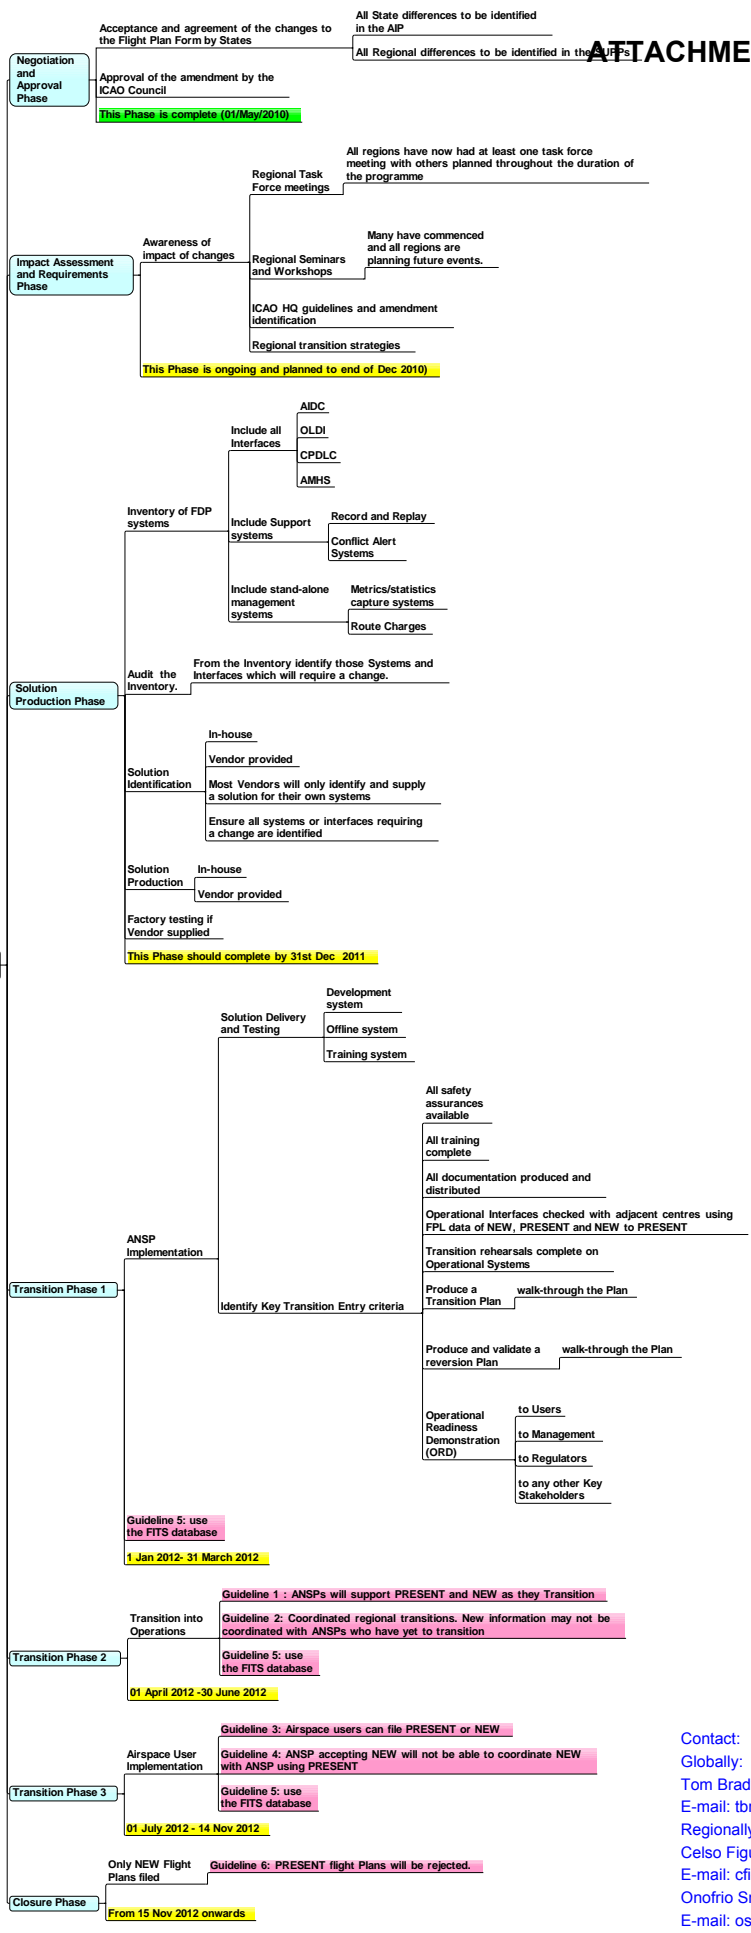 ATTACHME
Negotiation
and
Approval
Phase
Acceptance and agreement of the changes to
the Flight Plan Form by States
All State differences to be identified
in the AIP
All Regional differences to be identified in the SUPPs
Approval of the amendment by the
ICAO Council
This Phase is complete (01/May/2010)
Impact Assessment
and Requirements
Phase
Awareness of
impact of changes
Regional Task
Force meetings
All regions have now had at least one task force
meeting with others planned throughout the duration of
the programme
Regional Seminars
and Workshops
Many have commenced
and all regions are
planning future events.
ICAO HQ guidelines and amendment
identification
Regional transition strategies
This Phase is ongoing and planned to end of Dec 2010)
Solution
Production Phase
Inventory of FDP
systems
Include all
Interfaces
AIDC
OLDI
CPDLC
AMHS
Include Support
systems
Record and Replay
Conflict Alert
Systems
Include stand-alone
management
systems
Metrics/statistics
capture systems
Route Charges
Audit the
Inventory.
From the Inventory identify those Systems and
Interfaces which will require a change.
Solution
Identification
In-house
Vendor provided
Most Vendors will only identify and supply
a solution for their own systems
Ensure all systems or interfaces requiring
a change are identified
Solution
Production
In-house
Vendor provided
Factory testing if
Vendor supplied
This Phase should complete by 31st Dec 2011
Transition Phase 1
ANSP
Implementation
Solution Delivery
and Testing
Development
system
Offline system
Training system
Identify Key Transition Entry criteria
All safety
assurances
available
All training
complete
All documentation produced and
distributed
Operational Interfaces checked with adjacent centres using
FPL data of NEW, PRESENT and NEW to PRESENT
Transition rehearsals complete on
Operational Systems
Produce a
Transition Plan
walk-through the Plan
Produce and validate a
reversion Plan
walk-through the Plan
Operational
Readiness
Demonstration
(ORD)
to Users
to Management
to Regulators
to any other Key
Stakeholders
Guideline 5: use
the FITS database
1 Jan 2012- 31 March 2012
Transition Phase 2
Transition into
Operations
Guideline 1 : ANSPs will support PRESENT and NEW as they Transition
Guideline 2: Coordinated regional transitions. New information may not be
coordinated with ANSPs who have yet to transition
Guideline 5: use
the FITS database
01 April 2012 -30 June 2012
Transition Phase 3
Airspace User
Implementation
Guideline 3: Airspace users can file PRESENT or NEW
Guideline 4: ANSP accepting NEW will not be able to coordinate NEW
with ANSP using PRESENT
Guideline 5: use
the FITS database
01 July 2012 - 14 Nov 2012
Closure Phase
Only NEW Flight
Plans filed
Guideline 6: PRESENT flight Plans will be rejected.
From 15 Nov 2012 onwards
Contact:
Globally:
Tom Brad
E-mail: tb
Regionally
Celso Fig
E-mail: cfi
Onofrio S
E-mail: os